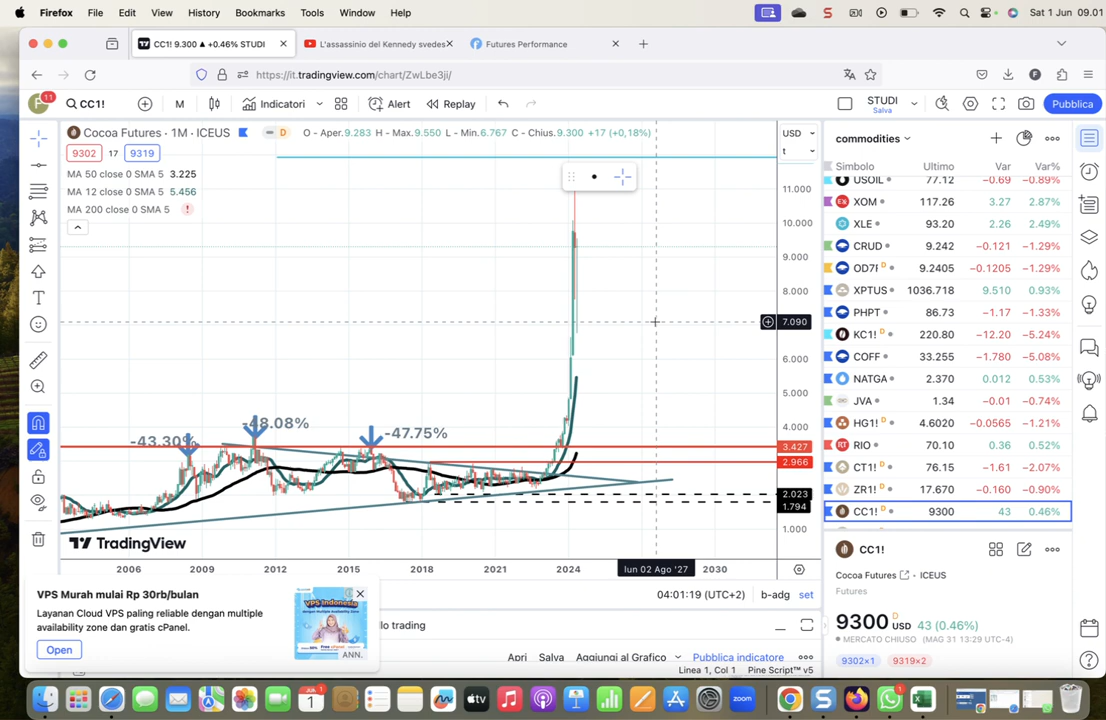 Firefox File Edit View History Bookmarks Tools Window Help Sat 1 Jun 09.01
CC1! 9.300 ▲ +0.46% STUDI
L'assassino del Kennedy svedes
Futures Performance
https://it.tradingview.com/chart/ZwLbe3ji/
11
CC1! M Indicatori Alert Replay STUDI Salva Pubblica
Cocoa Futures · 1M · ICEUS D O - Aper.9.283 H - Max.9.550 L - Min.6.767 C - Chius.9.300 +17 (+0,18%)
9302 17 9319
MA 50 close 0 SMA 5 3.225
MA 12 close 0 SMA 5 5.456
MA 200 close 0 SMA 5 !
USD
t
11.000
10.000
9.000
8.000
7.090
6.000
5.000
4.000
3.427
2.966
2.023
1.794
1.000
-43.30%
-48.08%
-47.75%
TradingView
2006 2009 2012 2015 2018 2021 2024 lun 02 Ago '27 2030
04:01:19 (UTC+2) b-adg set
commodities
Simbolo Ultimo Var Var%
USOIL 77.12 −0.69 −0.89%
XOM 117.26 3.27 2.87%
XLE 93.20 2.26 2.49%
CRUD 9.242 −0.121 −1.29%
OD7F D 9.2405 −0.1205 −1.29%
XPTUS 1036.718 9.510 0.93%
PHPT 86.73 −1.17 −1.33%
KC1! D 220.80 −12.20 −5.24%
COFF 33.255 −1.780 −5.08%
NATGA 2.370 0.012 0.53%
JVA 1.34 −0.01 −0.74%
HG1! D 4.6020 −0.0565 −1.21%
RIO 70.10 0.36 0.52%
CT1! D 76.15 −1.61 −2.07%
ZR1! D 17.670 −0.160 −0.90%
CC1! D 9300 43 0.46%
CC1!
Cocoa Futures · ICEUS
Futures
9300 D USD 43 (0.46%)
MERCATO CHIUSO (MAG 31 13:29 UTC-4)
9302×1 9319×2
VPS Murah mulai Rp 30rb/bulan
Layanan Cloud VPS paling reliable dengan multiple
availability zone dan gratis cPanel.
Open
VPS Indonesia
ANN.
lo trading
Apri Salva Aggiungi al Grafico Pubblica indicatore
Linea 1, Col 1 Pine Script™ v5
JUN
1
tv
zoom
1